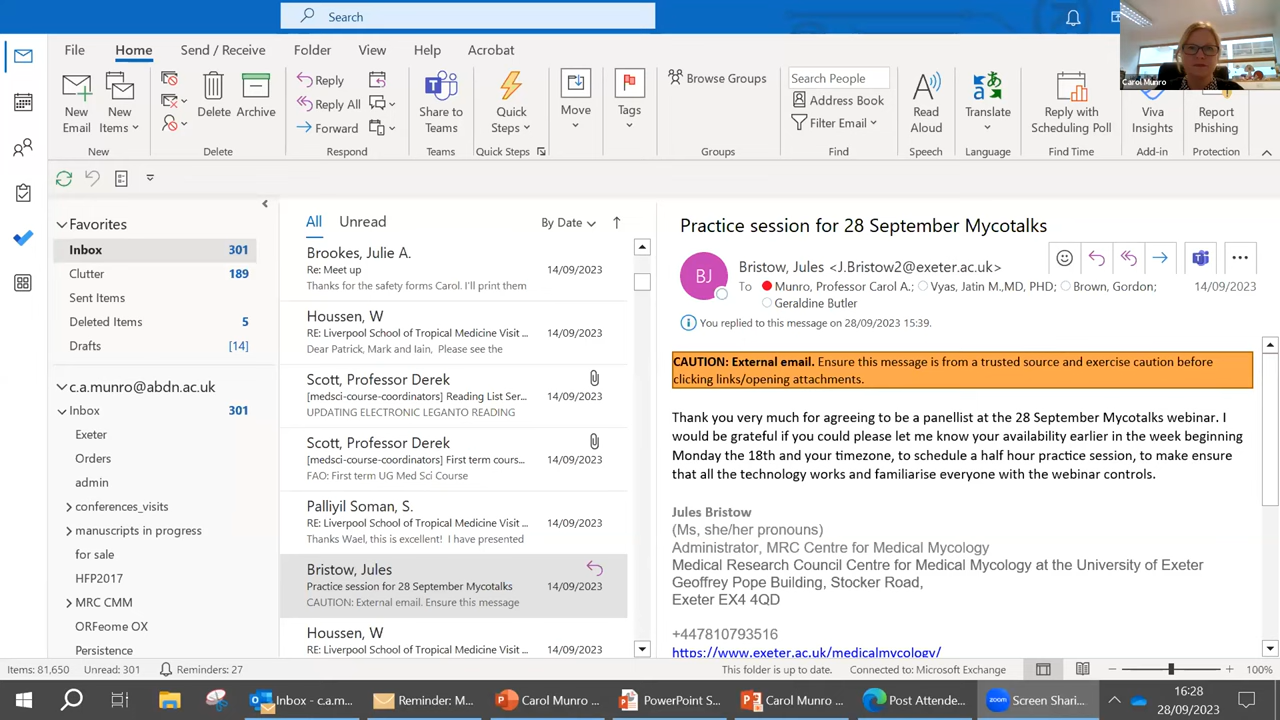 Search
Carol Munro
File Home Send / Receive Folder View Help Acrobat
New Email
New Items
New
Delete
Archive
Delete
Reply
Reply All
Forward
Respond
Share to Teams
Teams
Quick Steps
Quick Steps
Move
Tags
Browse Groups
Groups
Search People
Address Book
Filter Email
Find
Read Aloud
Speech
Translate
Language
Reply with Scheduling Poll
Find Time
Viva Insights
Add-in
Report Phishing
Protection
Favorites
Inbox 301
Clutter 189
Sent Items
Deleted Items 5
Drafts [14]
c.a.munro@abdn.ac.uk
Inbox 301
Exeter
Orders
admin
conferences_visits
manuscripts in progress
for sale
HFP2017
MRC CMM
ORFeome OX
Persistence
All Unread By Date
Brookes, Julie A.
Re: Meet up 14/09/2023
Thanks for the safety forms Carol. I'll print them
Houssen, W
RE: Liverpool School of Tropical Medicine Visit ... 14/09/2023
Dear Patrick, Mark and Iain, Please see the
Scott, Professor Derek
[medsci-course-coordinators] Reading List Ser... 14/09/2023
UPDATING ELECTRONIC LEGANTO READING
Scott, Professor Derek
[medsci-course-coordinators] First term cours... 14/09/2023
FAO: First term UG Med Sci Course
Palliyil Soman, S.
RE: Liverpool School of Tropical Medicine Visit ... 14/09/2023
Thanks Wael, this is excellent! I have presented
Bristow, Jules
Practice session for 28 September Mycotalks 14/09/2023
CAUTION: External email. Ensure this message
Houssen, W
RE: Liverpool School of Tropical Medicine Visit ... 14/09/2023
Practice session for 28 September Mycotalks
BJ
Bristow, Jules <J.Bristow2@exeter.ac.uk>
To Munro, Professor Carol A.; Vyas, Jatin M.,MD, PHD; Brown, Gordon; 14/09/2023
Geraldine Butler
You replied to this message on 28/09/2023 15:39.
CAUTION: External email. Ensure this message is from a trusted source and exercise caution before
clicking links/opening attachments.
Thank you very much for agreeing to be a panellist at the 28 September Mycotalks webinar. I
would be grateful if you could please let me know your availability earlier in the week beginning
Monday the 18th and your timezone, to schedule a half hour practice session, to make ensure
that all the technology works and familiarise everyone with the webinar controls.
Jules Bristow
(Ms, she/her pronouns)
Administrator, MRC Centre for Medical Mycology
Medical Research Council Centre for Medical Mycology at the University of Exeter
Geoffrey Pope Building, Stocker Road,
Exeter EX4 4QD
+447810793516
https://www.exeter.ac.uk/medicalmycology/
Items: 81,650 Unread: 301 Reminders: 27 This folder is up to date. Connected to: Microsoft Exchange 100%
Inbox - c.a.m... Reminder: M... Carol Munro ... PowerPoint S... Carol Munro ... Post Attende... zoom Screen Shari... 16:28
28/09/2023